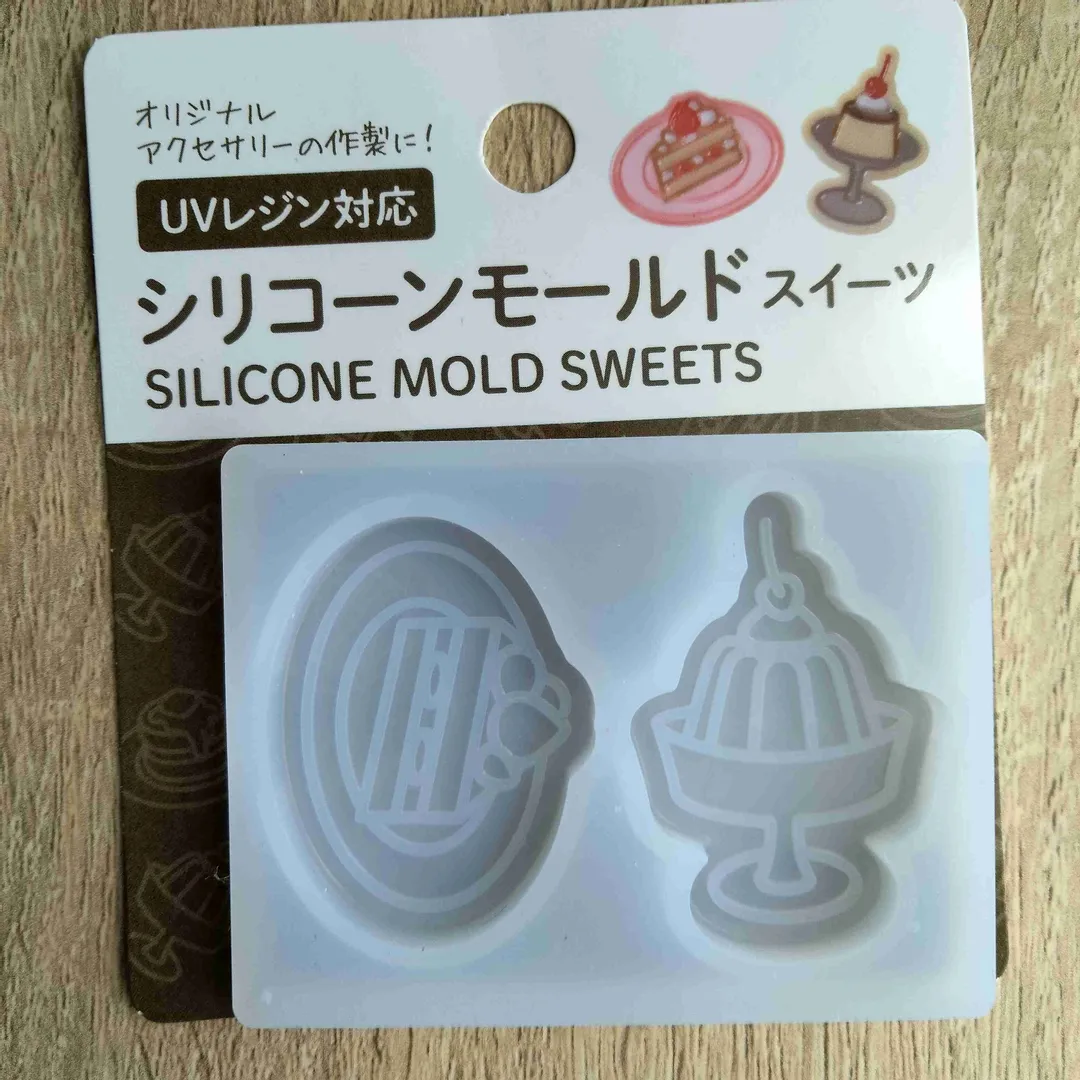 オリジナル
アクセサリーの作製に!
UVレジン対応
シリコーンモールド スイーツ
SILICONE MOLD SWEETS